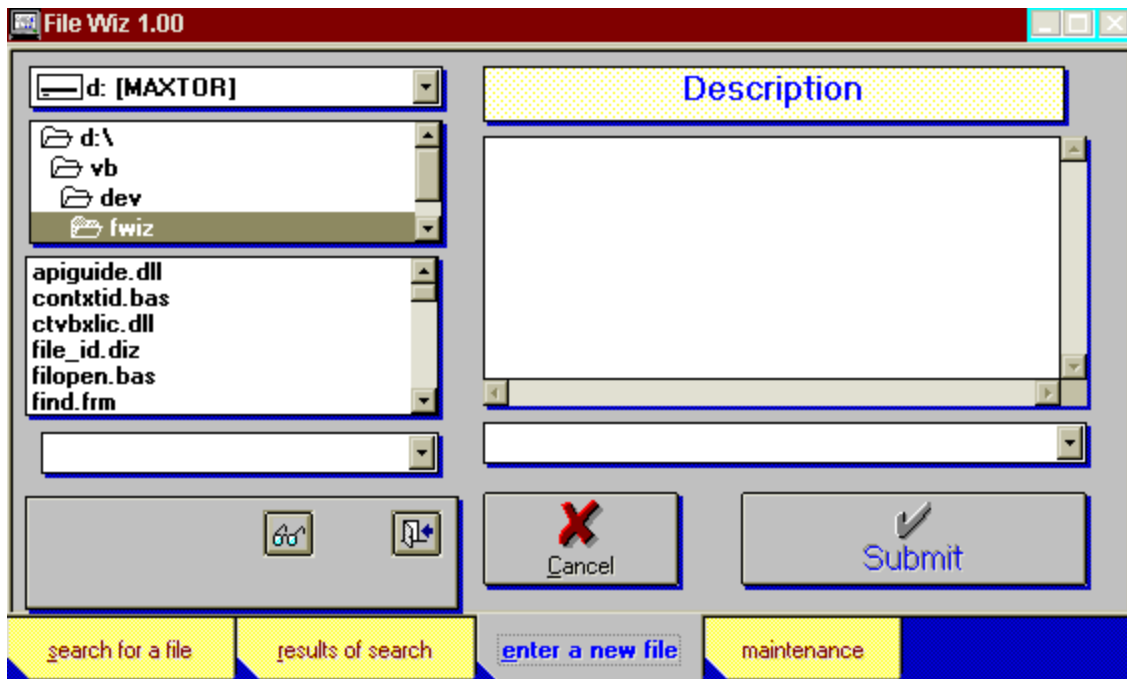 File Wiz 1.00
d: [MAXTOR]
d:\
vb
dev
fwiz
apiguide.dll
contxtid.bas
ctvbxlic.dll
file_id.diz
filopen.bas
find.frm
Description
Cancel
Submit
search for a file
results of search
enter a new file
maintenance